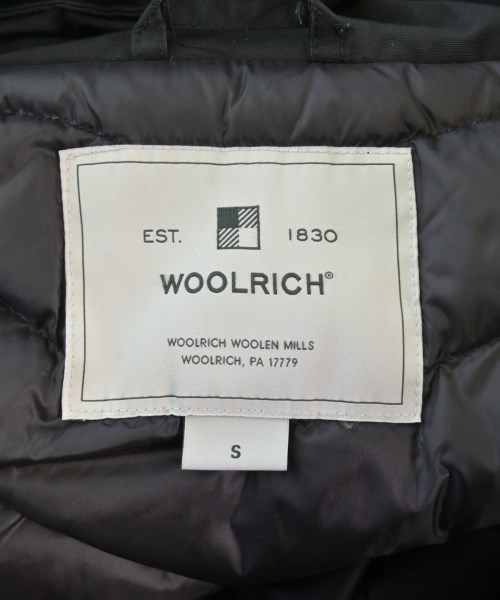 EST. 1830
WOOLRICH®
WOOLRICH WOOLEN MILLS
WOOLRICH, PA 17779
S